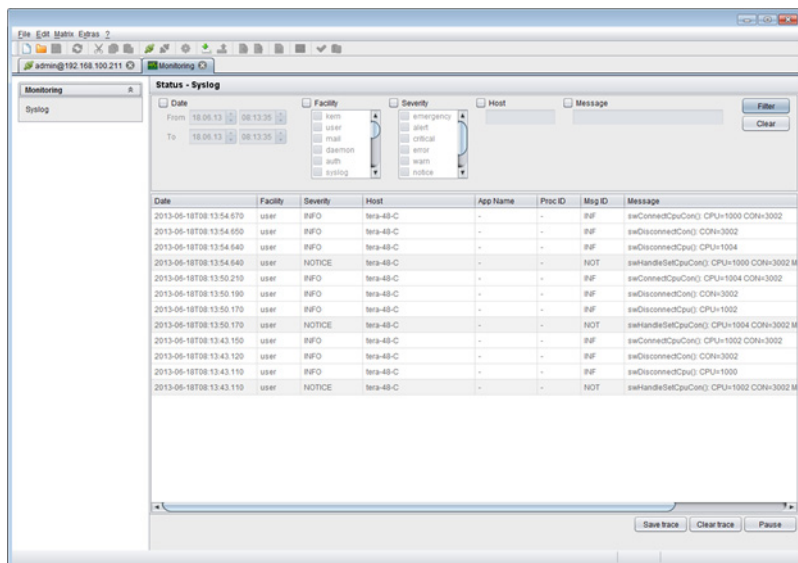 File Edit Matrix Extras ?
admin@192.168.100.211 Monitoring
Monitoring
Syslog
Status - Syslog
Date Facility Severity Host Message
From 18.06.13 08:13:35
To 18.06.13 08:13:35
kern
user
mail
daemon
auth
syslog
emergency
alert
critical
error
warn
notice
Filter
Clear
Date Facility Severity Host App Name Proc ID Msg ID Message
2013-06-18T08:13:54.670 user INFO tera-48-C - - INF swConnectCpuCon(): CPU=1000 CON=3002
2013-06-18T08:13:54.650 user INFO tera-48-C - - INF swDisconnectCon(): CON=3002
2013-06-18T08:13:54.640 user INFO tera-48-C - - INF swDisconnectCpu(): CPU=1004
2013-06-18T08:13:54.640 user NOTICE tera-48-C - - NOT swHandleSetCpuCon(): CPU=1000 CON=3002 M
2013-06-18T08:13:50.210 user INFO tera-48-C - - INF swConnectCpuCon(): CPU=1004 CON=3002
2013-06-18T08:13:50.190 user INFO tera-48-C - - INF swDisconnectCon(): CON=3002
2013-06-18T08:13:50.170 user INFO tera-48-C - - INF swDisconnectCpu(): CPU=1002
2013-06-18T08:13:50.170 user NOTICE tera-48-C - - NOT swHandleSetCpuCon(): CPU=1004 CON=3002 M
2013-06-18T08:13:43.150 user INFO tera-48-C - - INF swConnectCpuCon(): CPU=1002 CON=3002
2013-06-18T08:13:43.120 user INFO tera-48-C - - INF swDisconnectCon(): CON=3002
2013-06-18T08:13:43.110 user INFO tera-48-C - - INF swDisconnectCpu(): CPU=1000
2013-06-18T08:13:43.110 user NOTICE tera-48-C - - NOT swHandleSetCpuCon(): CPU=1002 CON=3002 M
Save trace Clear trace Pause